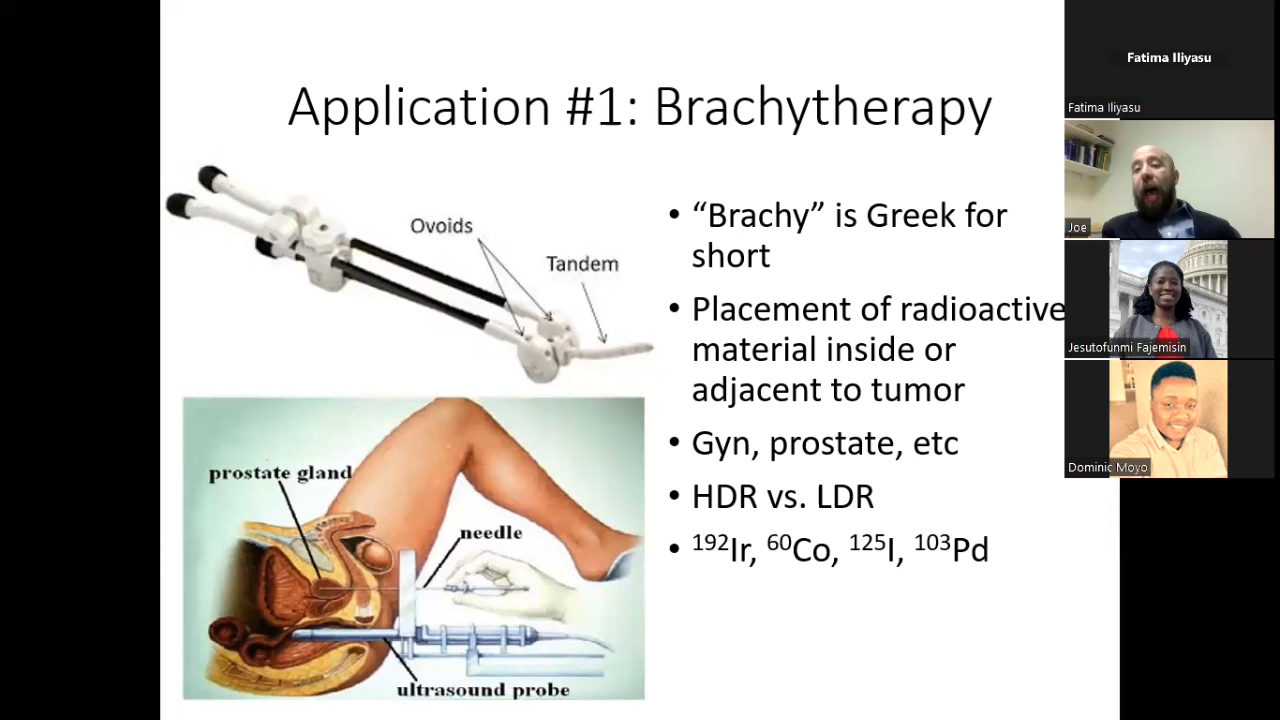 Application #1: Brachytherapy
Ovoids
Tandem
• “Brachy” is Greek for
short
• Placement of radioactive
material inside or
adjacent to tumor
• Gyn, prostate, etc
• HDR vs. LDR
• ¹⁹²Ir, ⁶⁰Co, ¹²⁵I, ¹⁰³Pd
prostate gland
needle
ultrasound probe
Fatima Iliyasu
Fatima Iliyasu
Joe
Jesutofunmi Fajemisin
Dominic Moyo